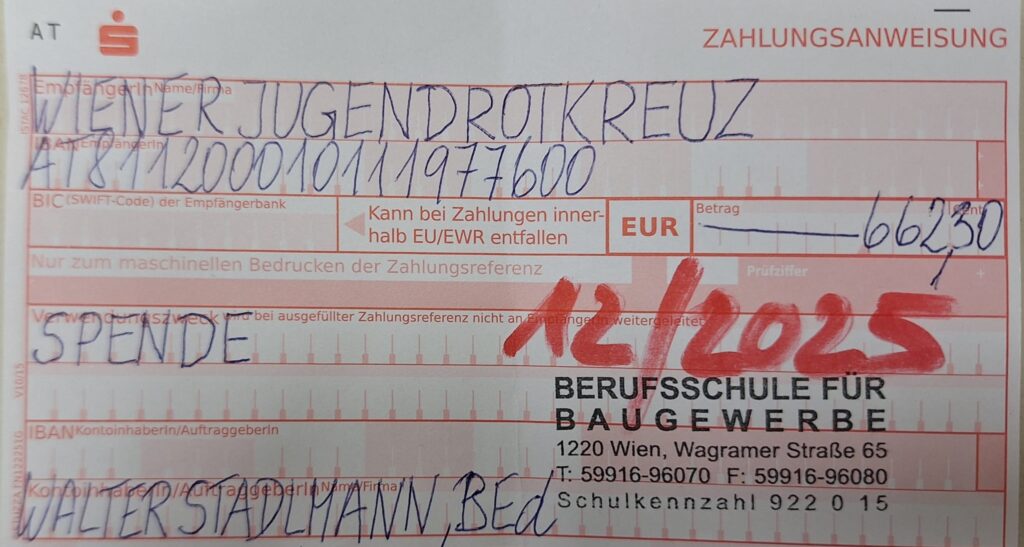 AT
ZAHLUNGSANWEISUNG
EmpfängerIn Name/Firma
WIENER JUGENDROTKREUZ
IBAN EmpfängerIn
AT811200010111977600
BIC (SWIFT-Code) der Empfängerbank
Kann bei Zahlungen inner-
halb EU/EWR entfallen
EUR
Betrag
Cent
662,30
Nur zum maschinellen Bedrucken der Zahlungsreferenz
Prüfziffer
Verwendungszweck wird bei ausgefüllter Zahlungsreferenz nicht an EmpfängerIn weitergeleitet
SPENDE
12/2025
BERUFSSCHULE FÜR
BAUGEWERBE
1220 Wien, Wagramer Straße 65
T: 59916-96070 F: 59916-96080
Schulkennzahl 922 0 15
IBAN KontoinhaberIn/AuftraggeberIn
KontoinhaberIn/AuftraggeberIn Name/Firma
WALTER STADLMANN, BEd